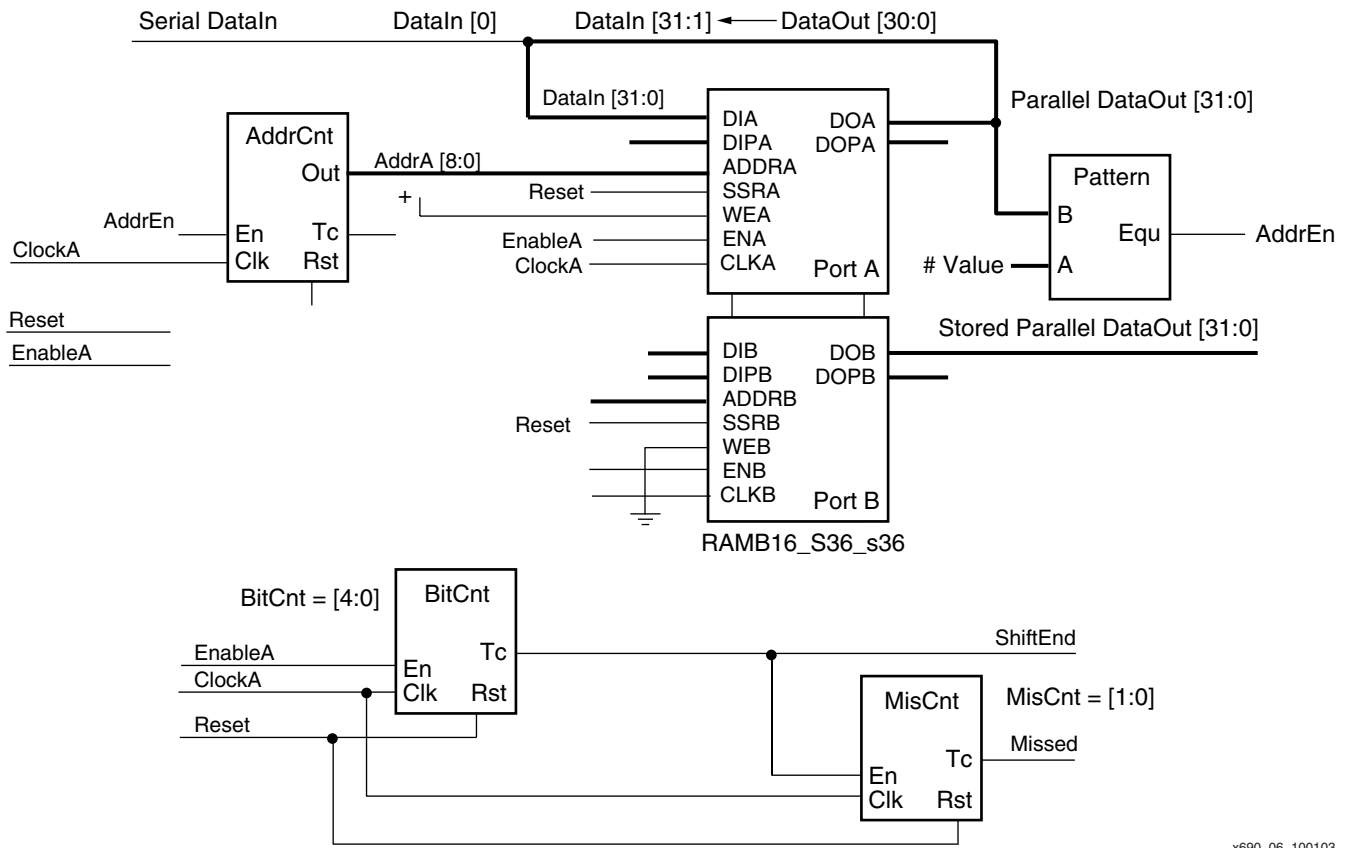 Serial DataIn
DataIn [0]
DataIn [31:1]
DataOut [30:0]
DataIn [31:0]
Parallel DataOut [31:0]
AddrCnt
Out
AddrA [8:0]
AddrEn
En
Tc
ClockA
Clk
Rst
Reset
EnableA
+
Reset
EnableA
ClockA
DIA
DOA
DIPA
DOPA
ADDRA
SSRA
WEA
ENA
CLKA
Port A
Pattern
B
Equ
AddrEn
# Value
A
Stored Parallel DataOut [31:0]
DIB
DOB
DIPB
DOPB
ADDRB
Reset
SSRB
WEB
ENB
CLKB
Port B
RAMB16_S36_s36
BitCnt = [4:0]
BitCnt
EnableA
En
Tc
ShiftEnd
ClockA
Clk
Rst
Reset
MisCnt
MisCnt = [1:0]
Tc
Missed
En
Clk
Rst
x690_06_100103